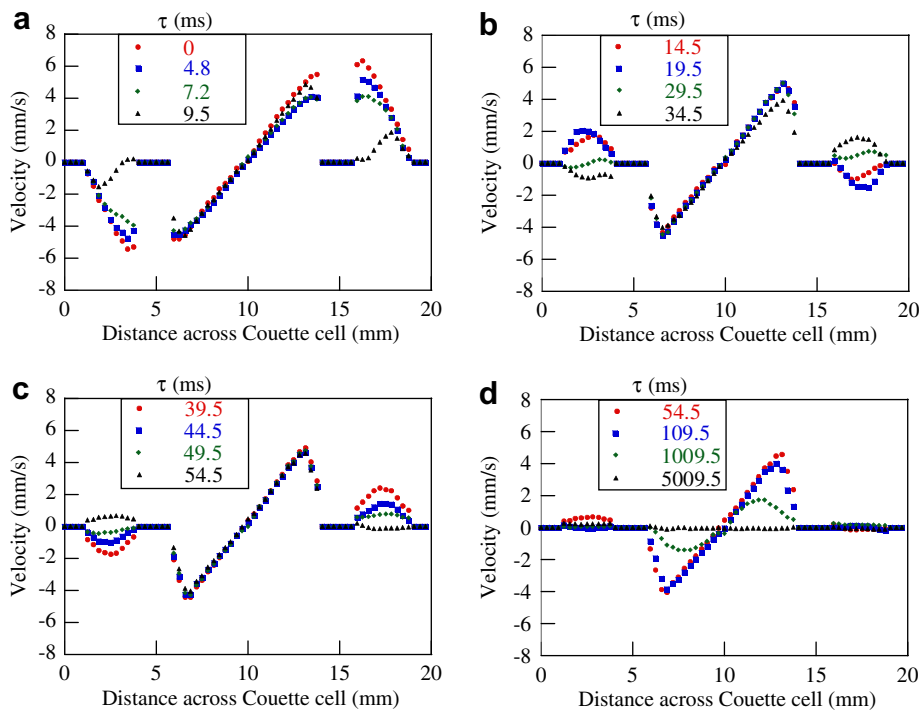 a
τ (ms)
0
4.8
7.2
9.5
Velocity (mm/s)
8
6
4
2
0
-2
-4
-6
-8
0 5 10 15 20
Distance across Couette cell (mm)
b
τ (ms)
14.5
19.5
29.5
34.5
Velocity (mm/s)
8
6
4
2
0
-2
-4
-6
-8
0 5 10 15 20
Distance across Couette cell (mm)
c
τ (ms)
39.5
44.5
49.5
54.5
Velocity (mm/s)
8
6
4
2
0
-2
-4
-6
-8
0 5 10 15 20
Distance across Couette cell (mm)
d
τ (ms)
54.5
109.5
1009.5
5009.5
Velocity (mm/s)
8
6
4
2
0
-2
-4
-6
-8
0 5 10 15 20
Distance across Couette cell (mm)